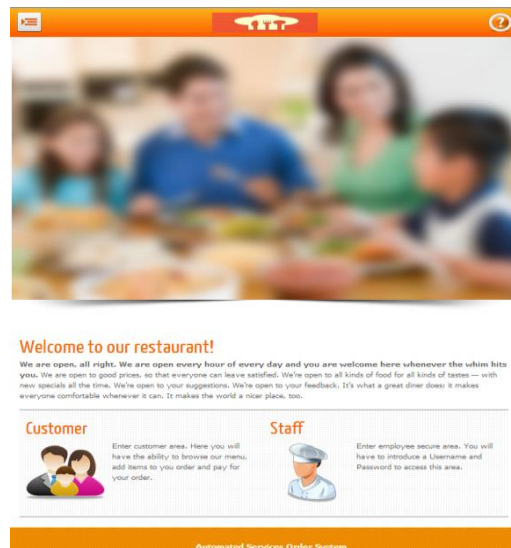 Welcome to our restaurant!
We are open, all right. We are open every hour of every day and you are welcome here whenever the whim hits
you. We are open to good prices, so that everyone can leave satisfied. We're open to all kinds of food for all kinds of tastes — with
new specials all the time. We're open to your suggestions. We're open to your feedback. It's what a great diner does: it makes
everyone comfortable whenever it can. It makes the world a nicer place, too.
Customer
Enter customer area. Here you will
have the ability to browse our menu,
add items to you order and pay for
your order.
Staff
Enter employee secure area. You will
have to introduce a Username and
Password to access this area.
Automated Services Order System